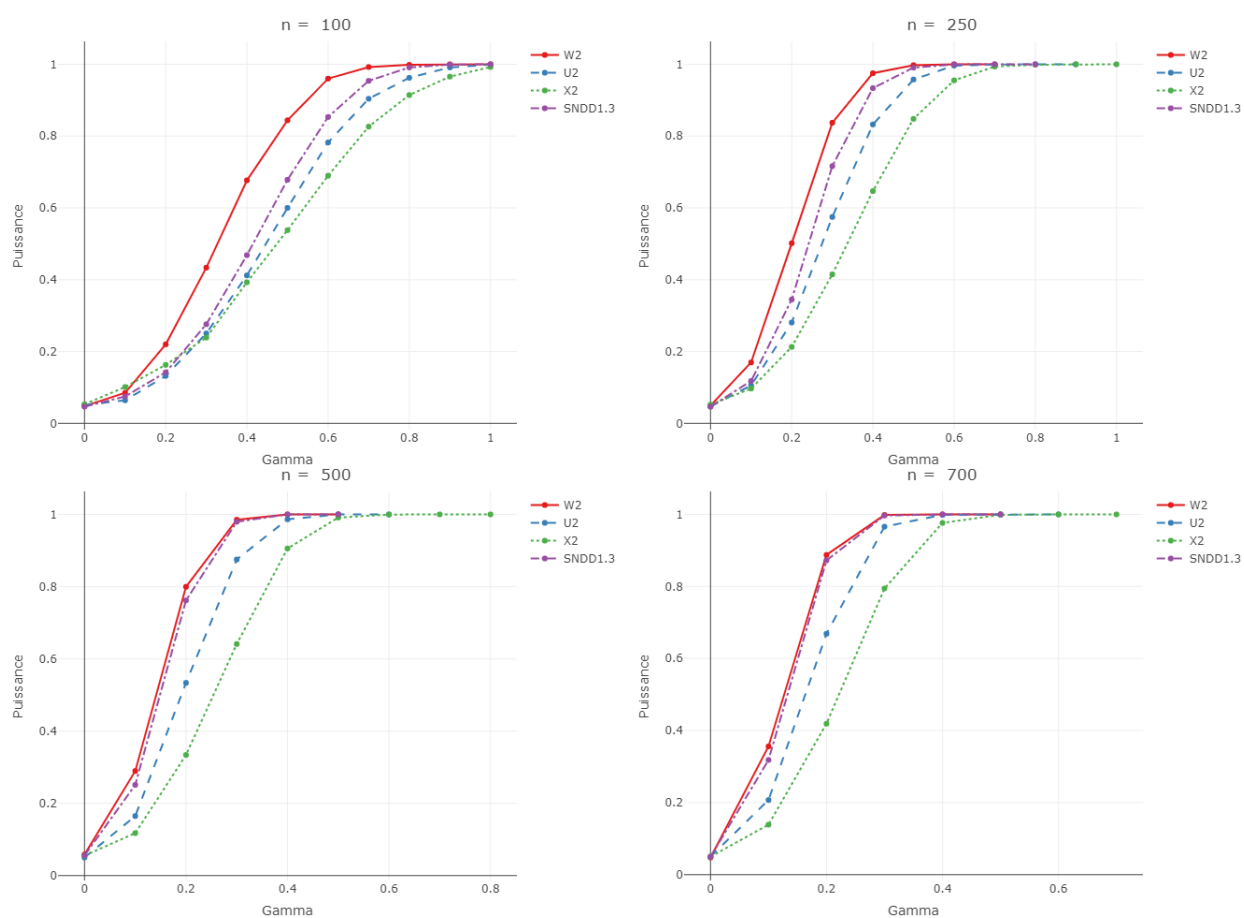 n = 100
W2
U2
X2
SNDD1.3
1
0.8
0.6
0.4
0.2
0
Puissance
0 0.2 0.4 0.6 0.8 1
Gamma
n = 250
W2
U2
X2
SNDD1.3
1
0.8
0.6
0.4
0.2
0
Puissance
0 0.2 0.4 0.6 0.8 1
Gamma
n = 500
W2
U2
X2
SNDD1.3
1
0.8
0.6
0.4
0.2
0
Puissance
0 0.2 0.4 0.6 0.8
Gamma
n = 700
W2
U2
X2
SNDD1.3
1
0.8
0.6
0.4
0.2
0
Puissance
0 0.2 0.4 0.6
Gamma